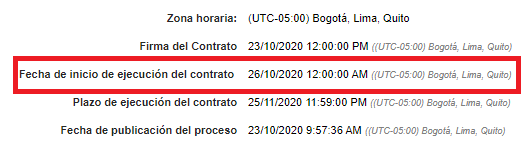 Zona horaria: (UTC-05:00) Bogotá, Lima, Quito
Firma del Contrato 23/10/2020 12:00:00 PM ((UTC-05:00) Bogotá, Lima, Quito)
Fecha de inicio de ejecución del contrato 26/10/2020 12:00:00 AM ((UTC-05:00) Bogotá, Lima, Quito)
Plazo de ejecución del contrato 25/11/2020 11:59:00 PM ((UTC-05:00) Bogotá, Lima, Quito)
Fecha de publicación del proceso 23/10/2020 9:57:36 AM ((UTC-05:00) Bogotá, Lima, Quito)